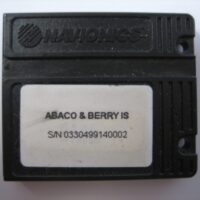 NAVIONICS
ABACO & BERRY IS
S/N 0330499140002